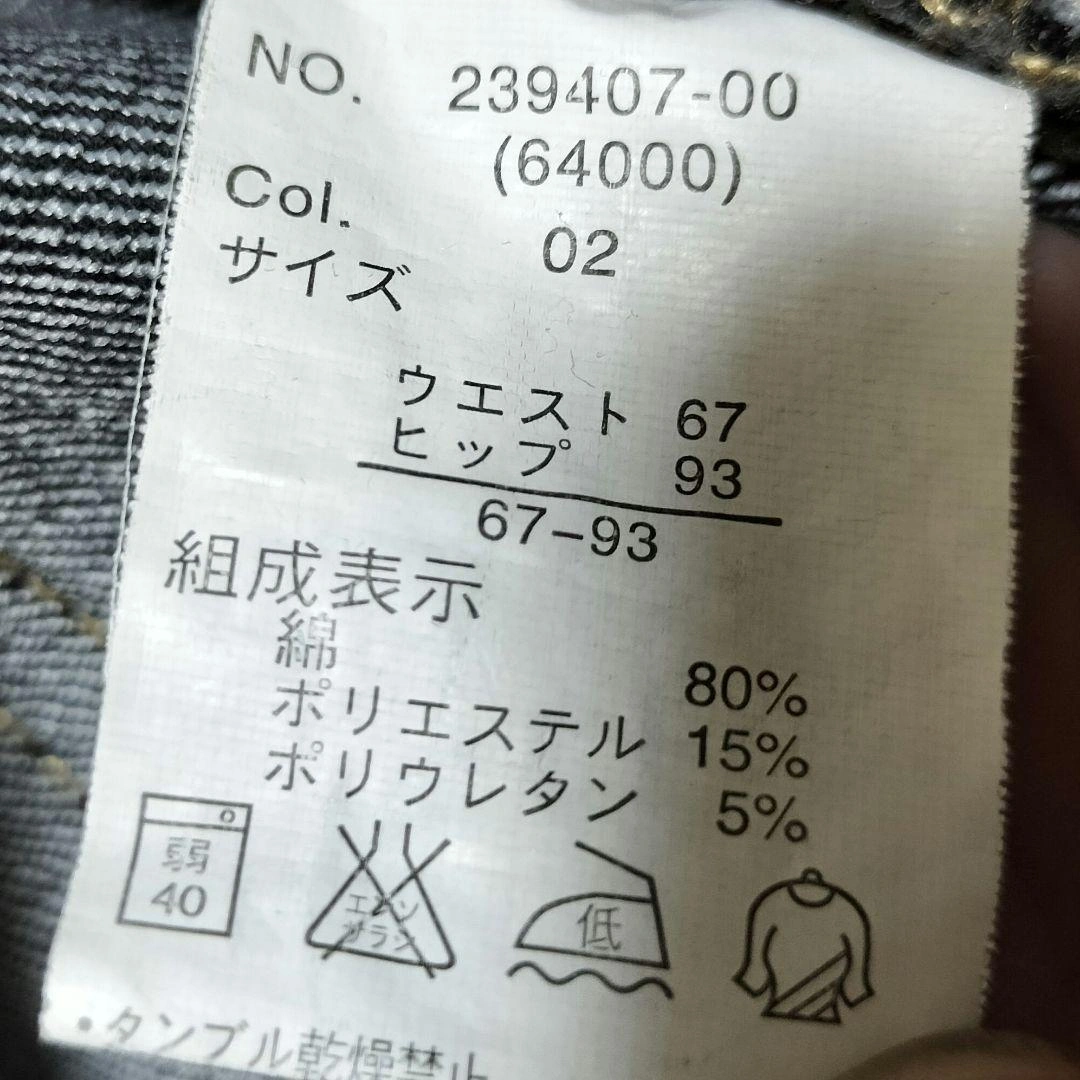 NO. 239407-00
(64000)
Col. 02
サイズ
ウエスト 67
ヒップ 93
67-93
組成表示
綿 80%
ポリエステル 15%
ポリウレタン 5%
弱
40
エンソ
サラシ
低
・タンブル乾燥禁止